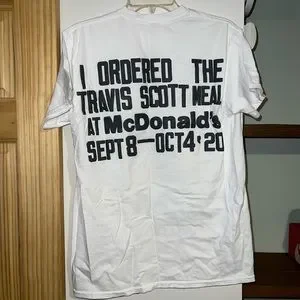 I ORDERED THE
TRAVIS SCOTT MEAL
AT McDonald's
SEPT 8—OCT 4 '20